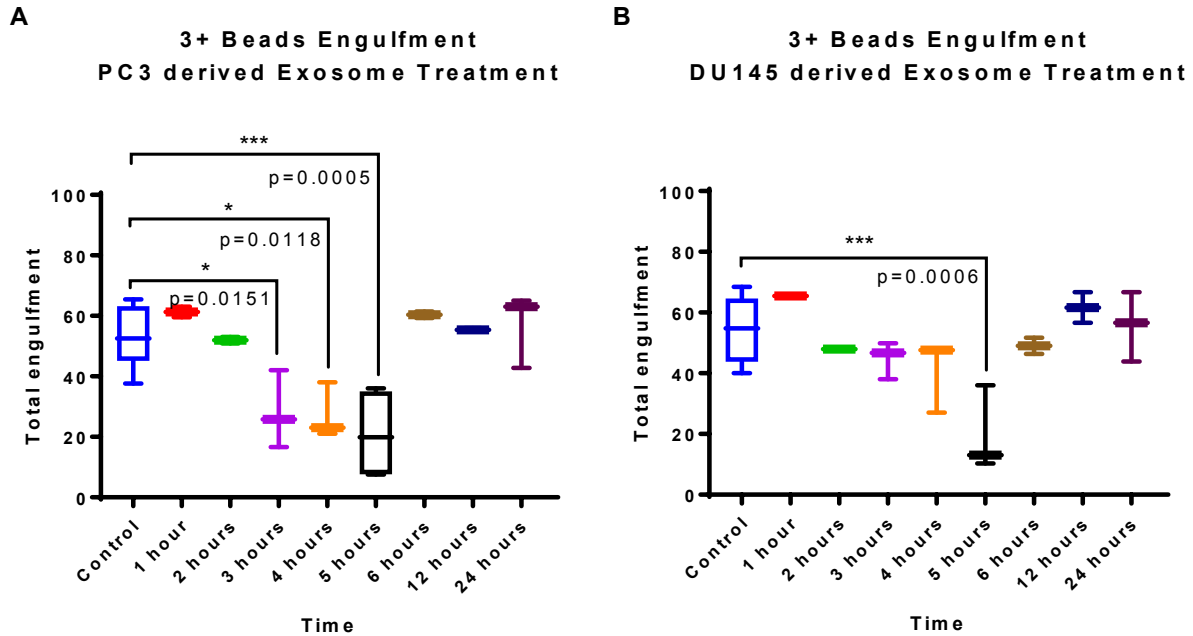 A
3+ Beads Engulfment
PC3 derived Exosome Treatment
***
p=0.0005
*
p=0.0118
*
p=0.0151
Total engulfment
100
80
60
40
20
0
Control
1 hour
2 hours
3 hours
4 hours
5 hours
6 hours
12 hours
24 hours
Time
B
3+ Beads Engulfment
DU145 derived Exosome Treatment
***
p=0.0006
Total engulfment
100
80
60
40
20
0
Control
1 hour
2 hours
3 hours
4 hours
5 hours
6 hours
12 hours
24 hours
Time